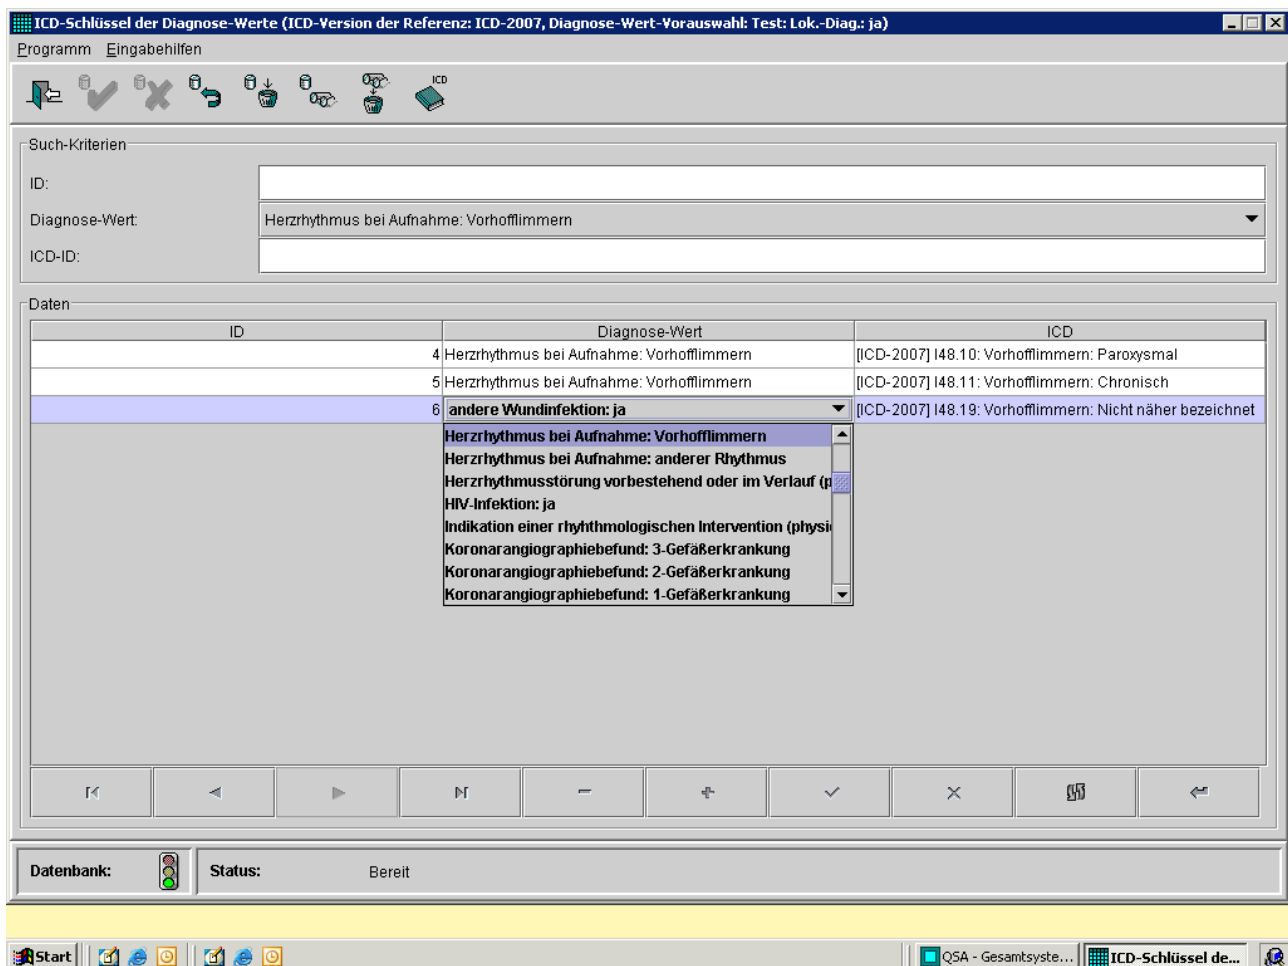 ICD-Schlüssel der Diagnose-Werte (ICD-Version der Referenz: ICD-2007, Diagnose-Wert-Vorauswahl: Test: Lok.-Diag.: ja)
Programm Eingabehilfen
ICD
Such-Kriterien
ID:
Diagnose-Wert: Herzrhythmus bei Aufnahme: Vorhofflimmern
ICD-ID:
Daten
ID Diagnose-Wert ICD
4 Herzrhythmus bei Aufnahme: Vorhofflimmern [ICD-2007] I48.10: Vorhofflimmern: Paroxysmal
5 Herzrhythmus bei Aufnahme: Vorhofflimmern [ICD-2007] I48.11: Vorhofflimmern: Chronisch
6 andere Wundinfektion: ja [ICD-2007] I48.19: Vorhofflimmern: Nicht näher bezeichnet
Herzrhythmus bei Aufnahme: Vorhofflimmern
Herzrhythmus bei Aufnahme: anderer Rhythmus
Herzrhythmusstörung vorbestehend oder im Verlauf (p
HIV-Infektion: ja
Indikation einer rhyhthmologischen Intervention (physi
Koronarangiographiebefund: 3-Gefäßerkrankung
Koronarangiographiebefund: 2-Gefäßerkrankung
Koronarangiographiebefund: 1-Gefäßerkrankung
Datenbank: Status: Bereit
Start QSA - Gesamtsyste... ICD-Schlüssel de...